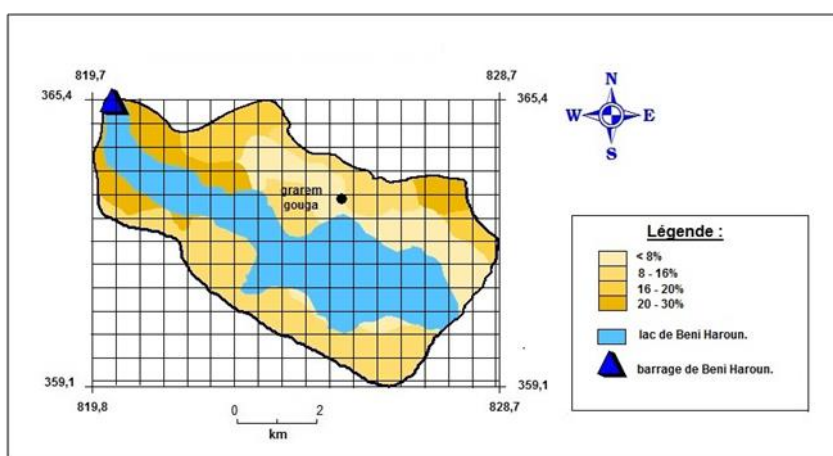 819,7
828,7
365,4
365,4
N
W
E
S
grarem
gouga
Légende :
< 8%
8 - 16%
16 - 20%
20 - 30%
lac de Beni Haroun.
barrage de Beni Haroun.
359,1
359,1
819,8
828,7
0 2
km